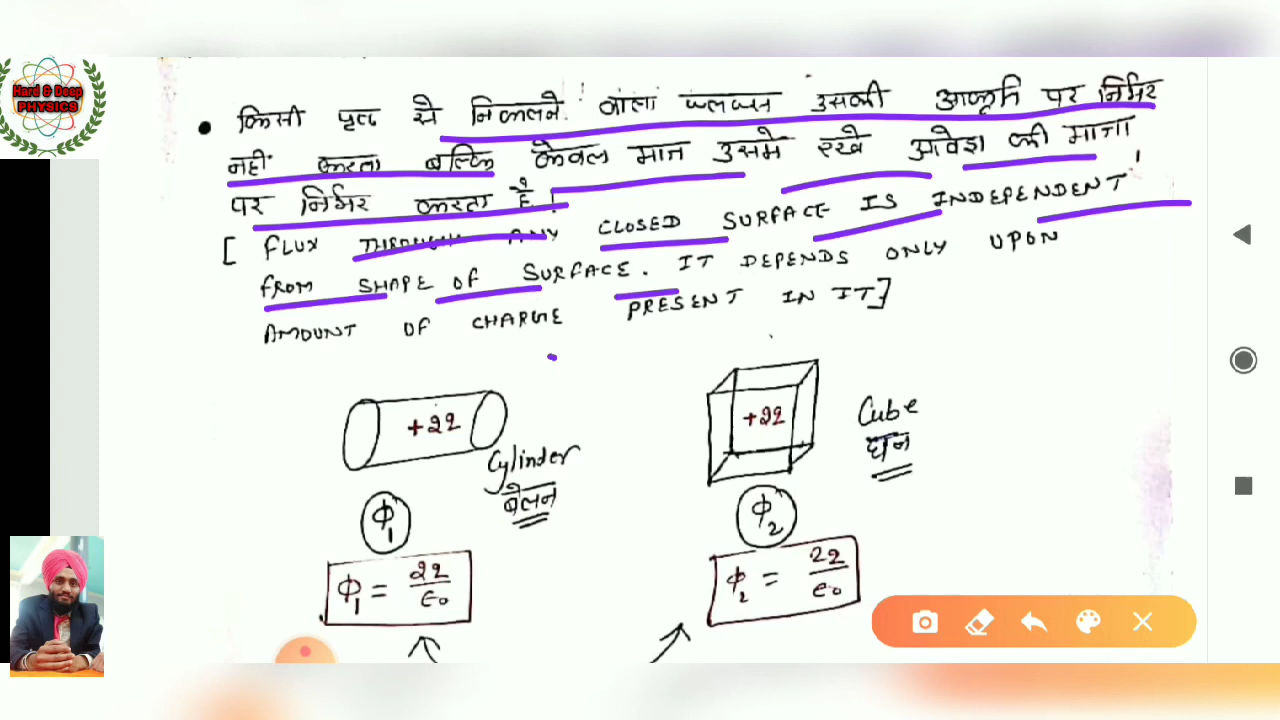 Hard & Deep
PHYSICS
• किसी पृष्ठ से निकलने वाला फ्लक्स उसकी आकृति पर निर्भर
नहीं करता बल्कि केवल मात्र उसमे रखे आवेश की मात्रा
पर निर्भर करता है !
[ FLUX THROUGH ANY CLOSED SURFACE IS INDEPENDENT
FROM SHAPE OF SURFACE. IT DEPENDS ONLY UPON
AMOUNT OF CHARGE PRESENT IN IT]
+2q
Cylinder
बेलन
+2q
Cube
घन
ϕ1
ϕ2
ϕ1 = 2q/ε0
ϕ2 = 2q/ε0